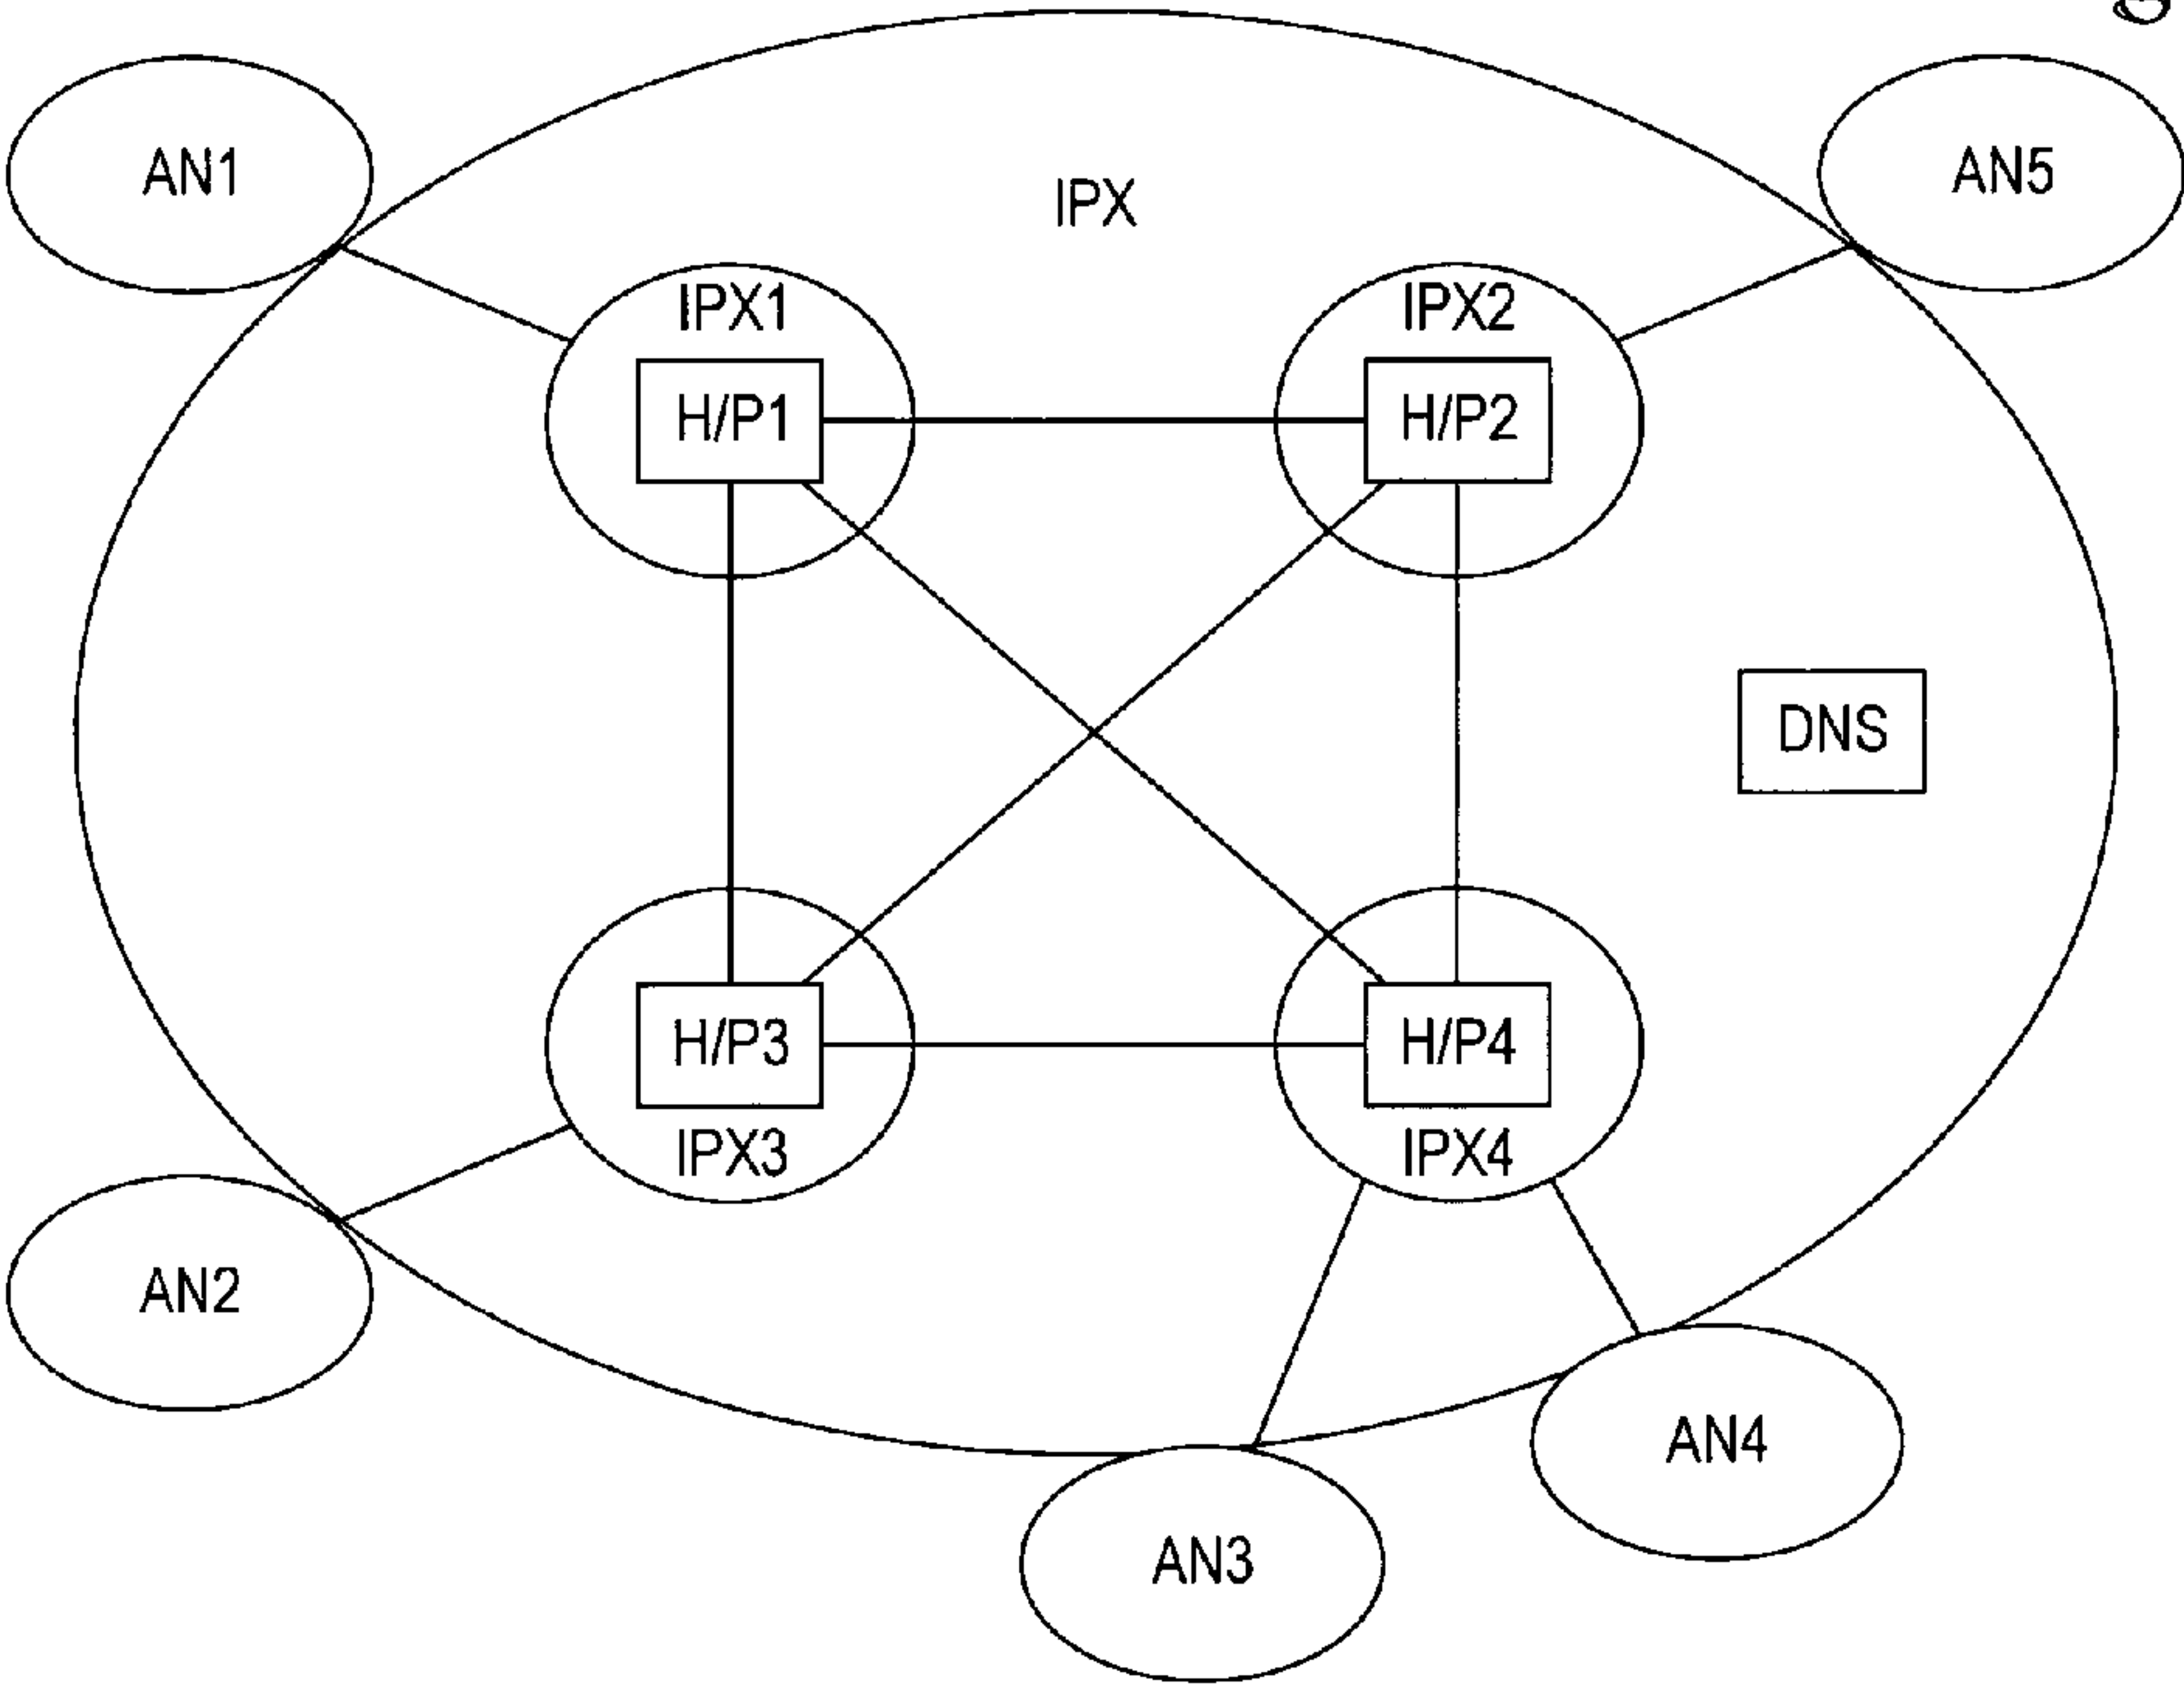 AN1
AN5
IPX
IPX1
IPX2
H/P1
H/P2
DNS
H/P3
H/P4
IPX3
IPX4
AN2
AN4
AN3